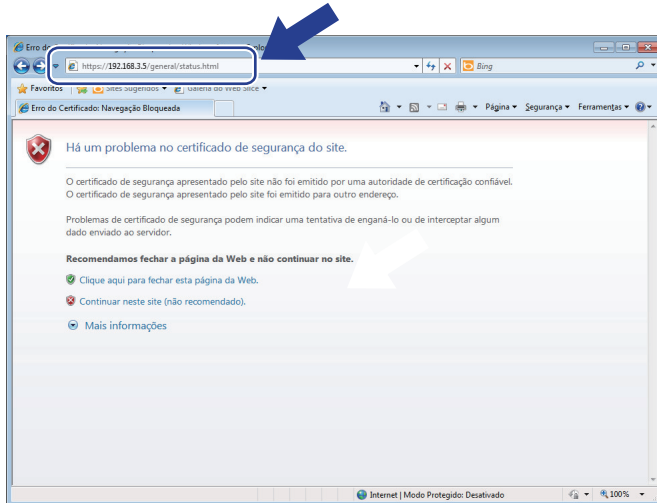 Erro do
https://192.168.3.5/general/status.html
Bing
Favoritos
Sites Sugeridos
Galeria do Web Slice
Erro do Certificado: Navegação Bloqueada
Página
Segurança
Ferramentas
Há um problema no certificado de segurança do site.
O certificado de segurança apresentado pelo site não foi emitido por uma autoridade de certificação confiável.
O certificado de segurança apresentado pelo site foi emitido para outro endereço.
Problemas de certificado de segurança podem indicar uma tentativa de enganá-lo ou de interceptar algum
dado enviado ao servidor.
Recomendamos fechar a página da Web e não continuar no site.
Clique aqui para fechar esta página da Web.
Continuar neste site (não recomendado).
Mais informações
Internet | Modo Protegido: Desativado
100%